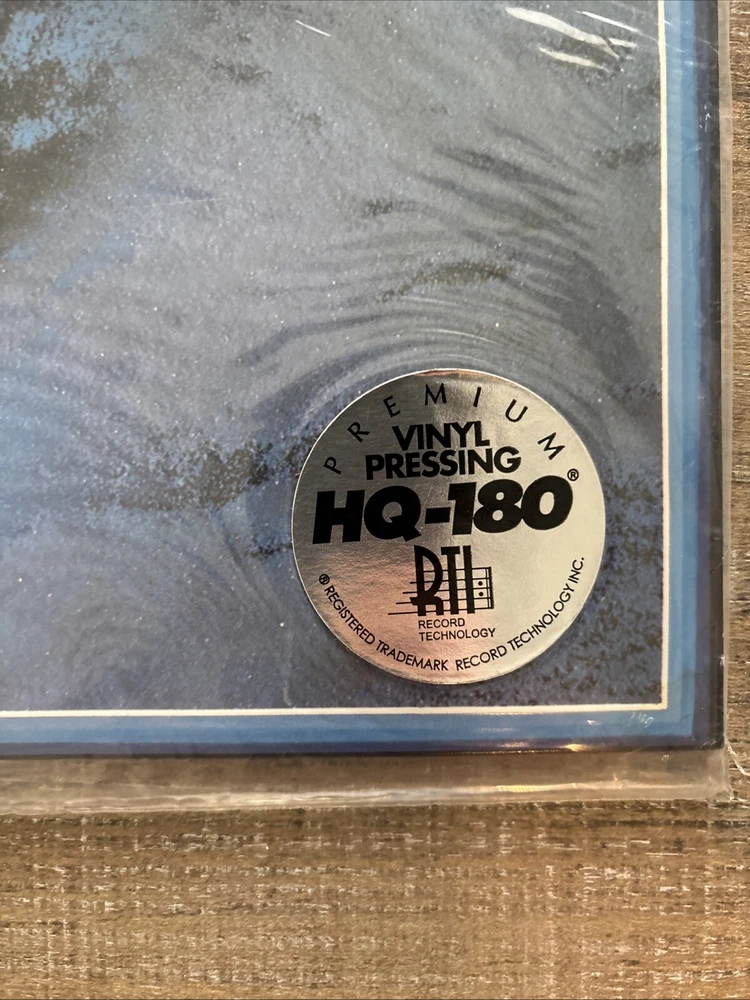 PREMIUM
VINYL
PRESSING
HQ-180®
RTI
RECORD
TECHNOLOGY
® REGISTERED TRADEMARK RECORD TECHNOLOGY INC.